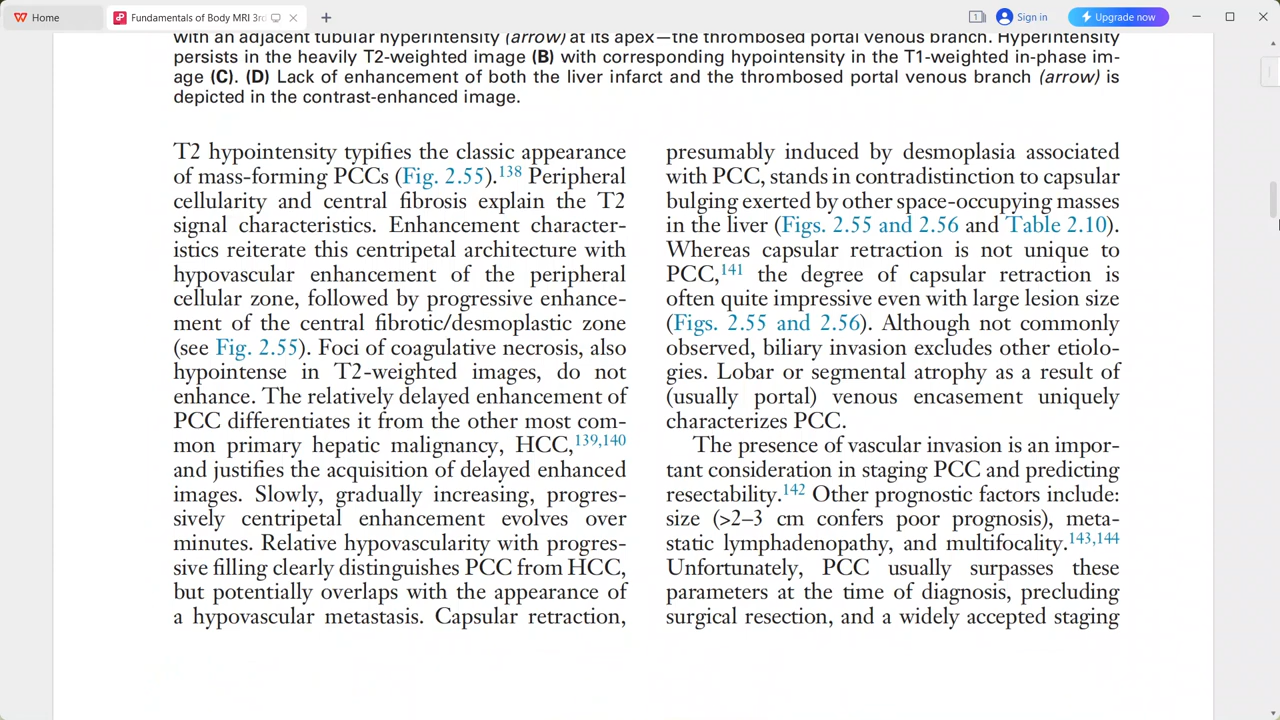 Home
Fundamentals of Body MRI 3rd
Sign in
Upgrade now
with an adjacent tubular hyperintensity (arrow) at its apex—the thrombosed portal venous branch. Hyperintensity
persists in the heavily T2-weighted image (B) with corresponding hypointensity in the T1-weighted in-phase im-
age (C). (D) Lack of enhancement of both the liver infarct and the thrombosed portal venous branch (arrow) is
depicted in the contrast-enhanced image.
T2 hypointensity typifies the classic appearance
of mass-forming PCCs (Fig. 2.55).138 Peripheral
cellularity and central fibrosis explain the T2
signal characteristics. Enhancement character-
istics reiterate this centripetal architecture with
hypovascular enhancement of the peripheral
cellular zone, followed by progressive enhance-
ment of the central fibrotic/desmoplastic zone
(see Fig. 2.55). Foci of coagulative necrosis, also
hypointense in T2-weighted images, do not
enhance. The relatively delayed enhancement of
PCC differentiates it from the other most com-
mon primary hepatic malignancy, HCC,139,140
and justifies the acquisition of delayed enhanced
images. Slowly, gradually increasing, progres-
sively centripetal enhancement evolves over
minutes. Relative hypovascularity with progres-
sive filling clearly distinguishes PCC from HCC,
but potentially overlaps with the appearance of
a hypovascular metastasis. Capsular retraction,
presumably induced by desmoplasia associated
with PCC, stands in contradistinction to capsular
bulging exerted by other space-occupying masses
in the liver (Figs. 2.55 and 2.56 and Table 2.10).
Whereas capsular retraction is not unique to
PCC,141 the degree of capsular retraction is
often quite impressive even with large lesion size
(Figs. 2.55 and 2.56). Although not commonly
observed, biliary invasion excludes other etiolo-
gies. Lobar or segmental atrophy as a result of
(usually portal) venous encasement uniquely
characterizes PCC.
The presence of vascular invasion is an impor-
tant consideration in staging PCC and predicting
resectability.142 Other prognostic factors include:
size (>2–3 cm confers poor prognosis), meta-
static lymphadenopathy, and multifocality.143,144
Unfortunately, PCC usually surpasses these
parameters at the time of diagnosis, precluding
surgical resection, and a widely accepted staging